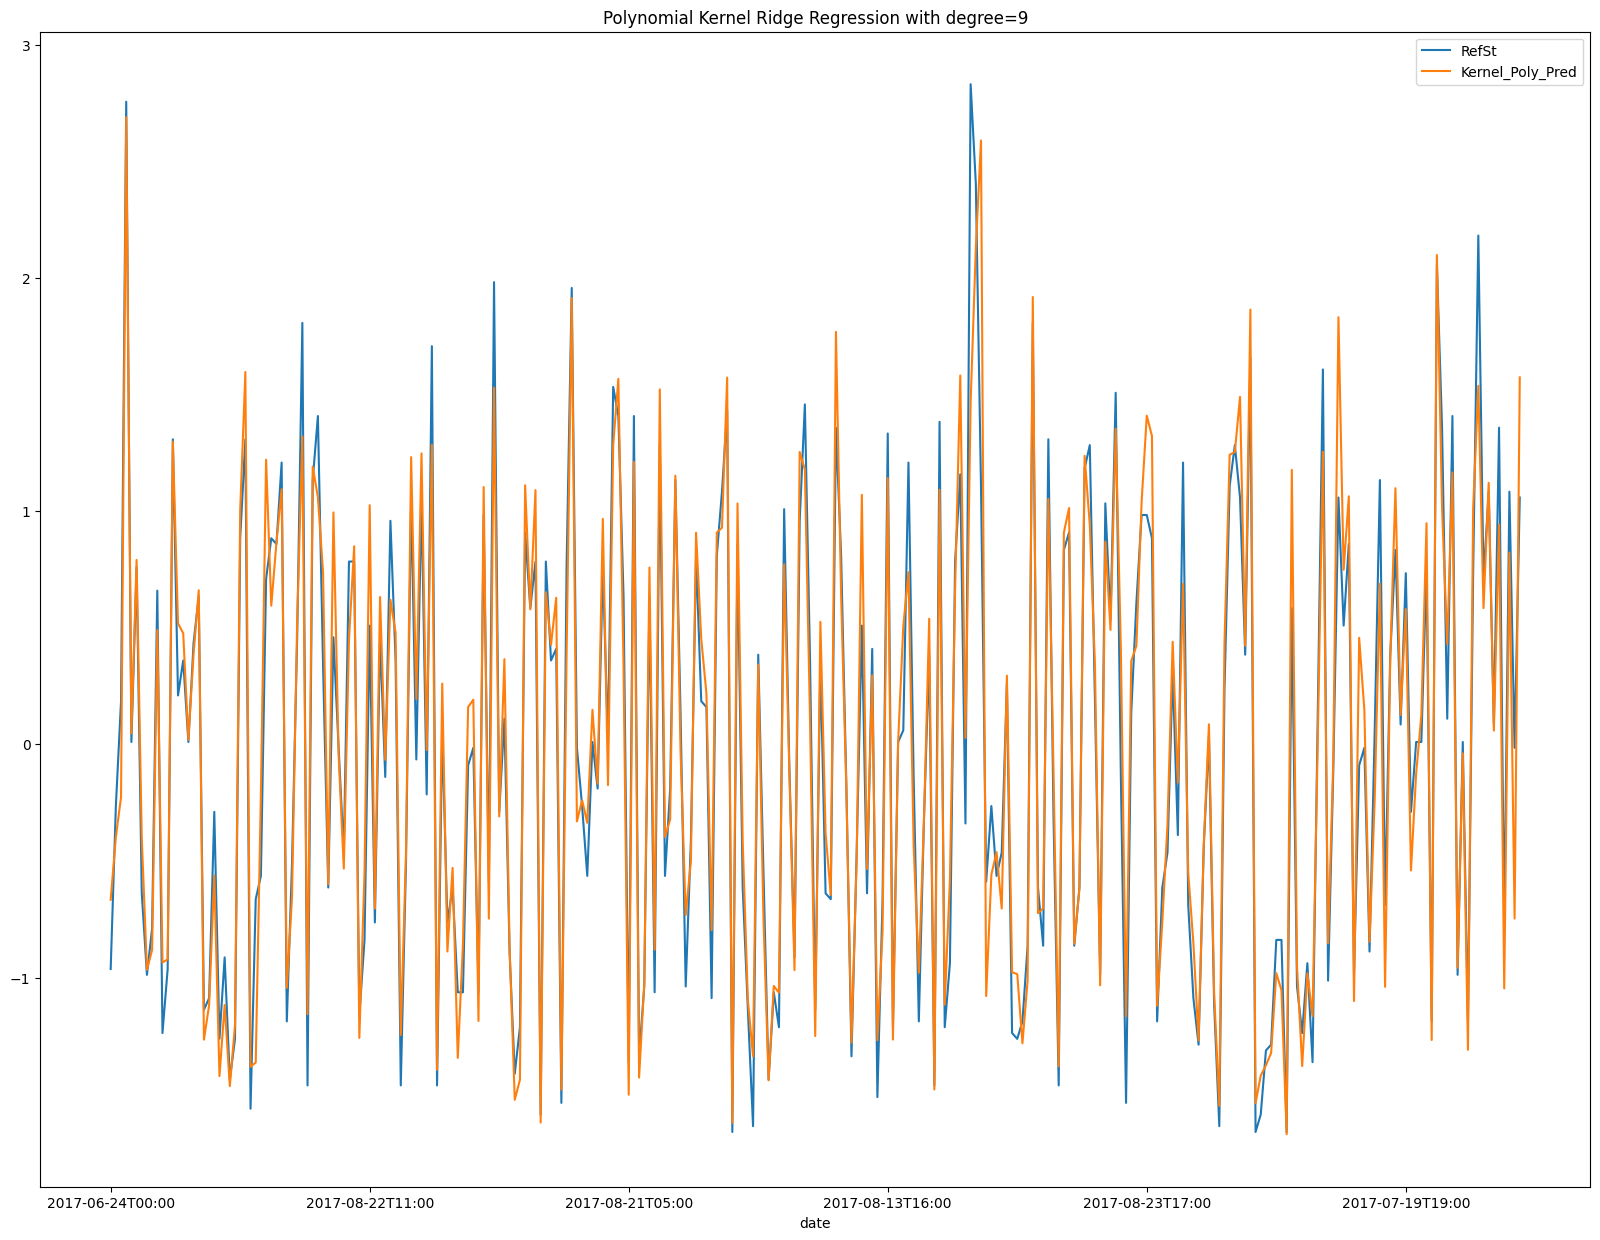 Polynomial Kernel Ridge Regression with degree=9
RefSt
Kernel_Poly_Pred
3
2
1
0
−1
2017-06-24T00:00
2017-08-22T11:00
2017-08-21T05:00
2017-08-13T16:00
2017-08-23T17:00
2017-07-19T19:00
date